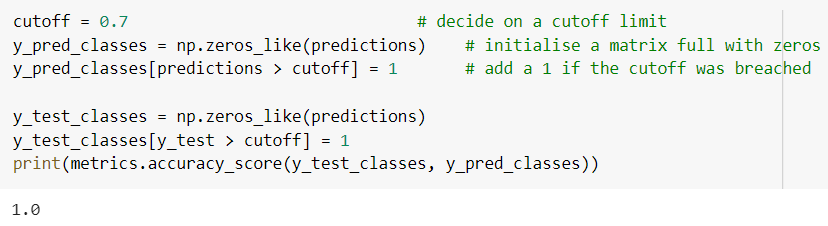 cutoff = 0.7 # decide on a cutoff limit
y_pred_classes = np.zeros_like(predictions) # initialise a matrix full with zeros
y_pred_classes[predictions > cutoff] = 1 # add a 1 if the cutoff was breached
y_test_classes = np.zeros_like(predictions)
y_test_classes[y_test > cutoff] = 1
print(metrics.accuracy_score(y_test_classes, y_pred_classes))
1.0